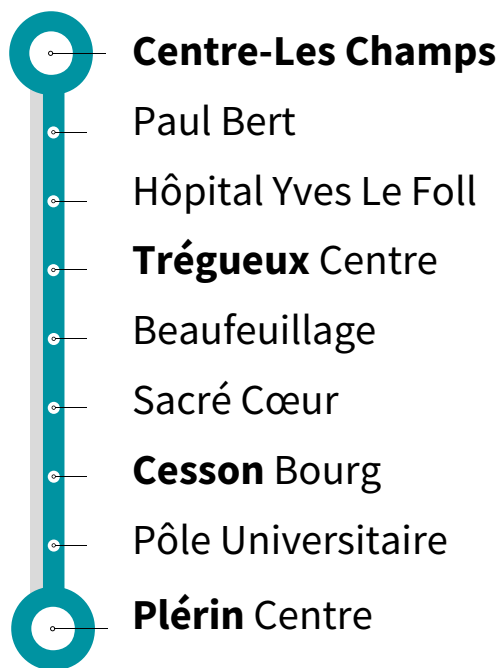 Centre-Les Champs
Paul Bert
Hôpital Yves Le Foll
Trégueux Centre
Beaufeuillage
Sacré Cœur
Cesson Bourg
Pôle Universitaire
Plérin Centre